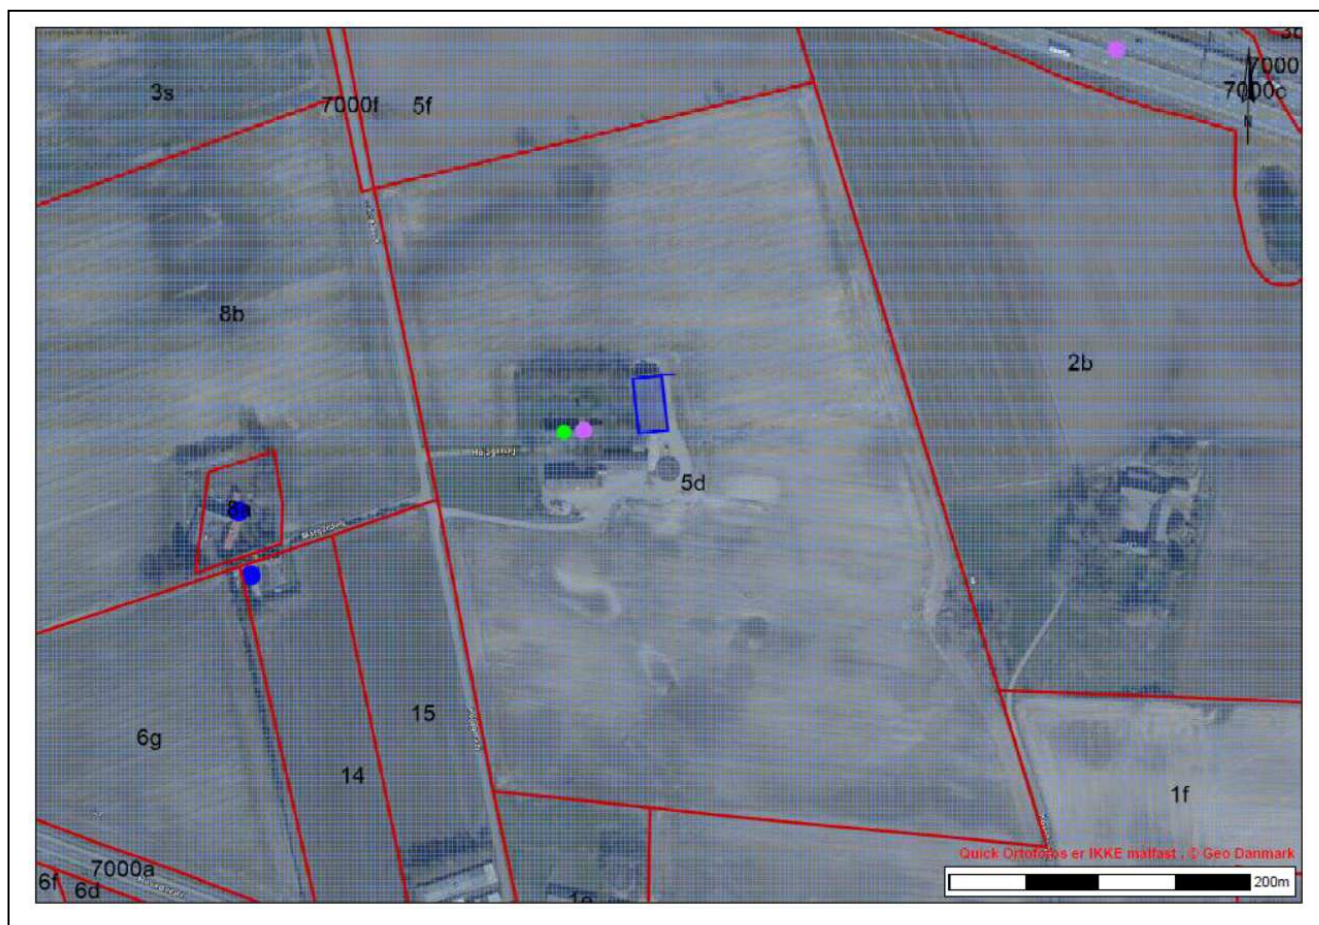 3s
7000f
5f
7000
7000c
N
8b
2b
5d
8a
15
6g
14
1f
7000a
6f
6d
Quick Ortofotos er IKKE målfast . © Geo Danmark
200m